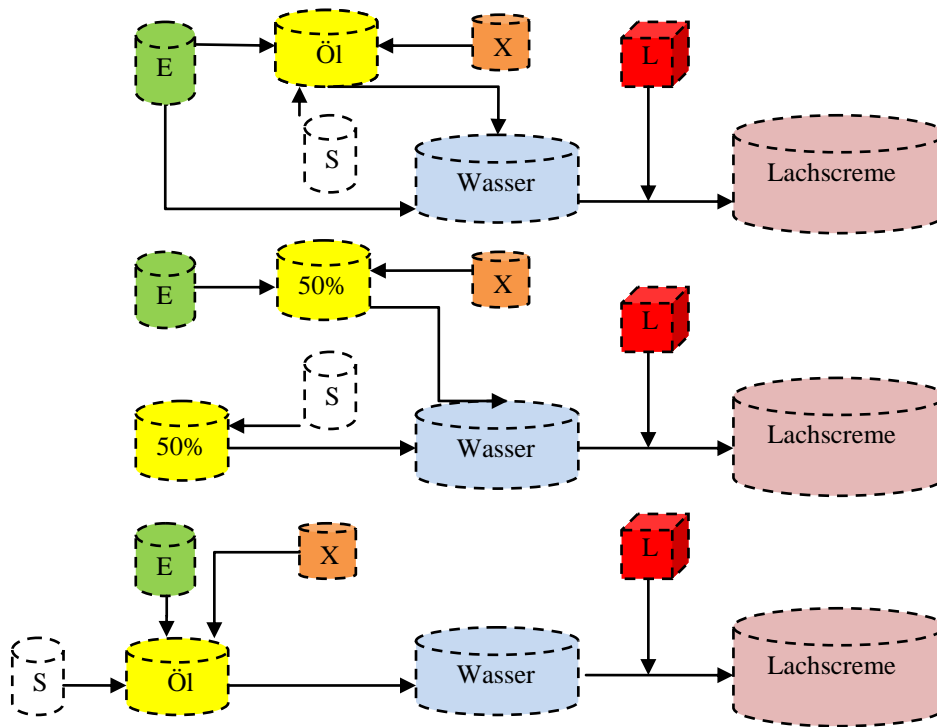 E
Öl
X
L
S
Wasser
Lachscreme
E
50%
X
L
S
50%
Wasser
Lachscreme
E
X
L
S
Öl
Wasser
Lachscreme